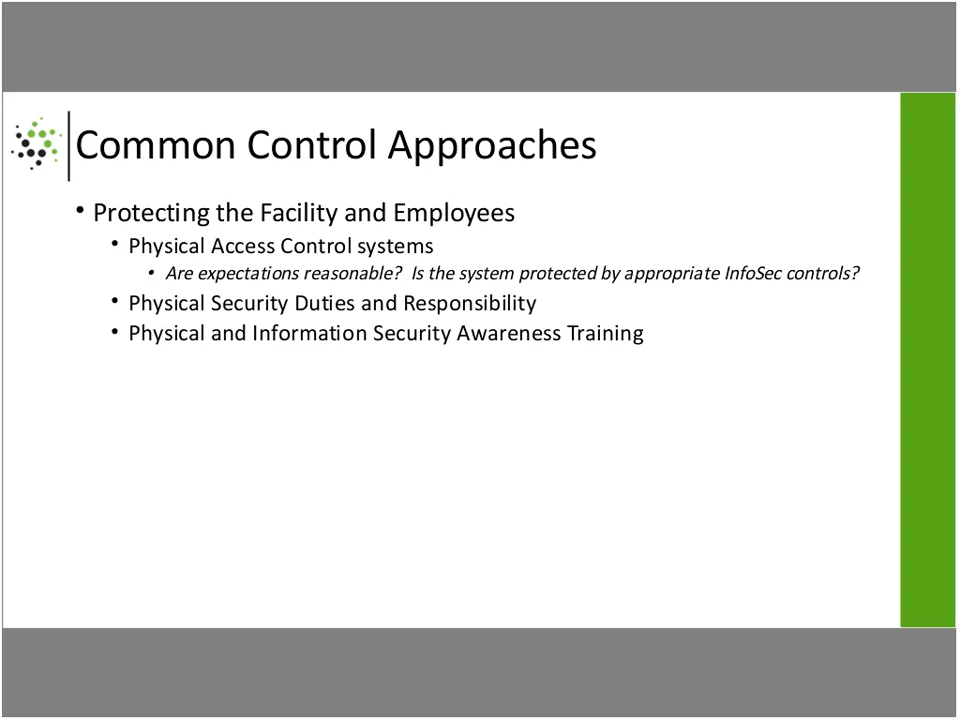 Common Control Approaches
• Protecting the Facility and Employees
• Physical Access Control systems
• Are expectations reasonable?  Is the system protected by appropriate InfoSec controls?
• Physical Security Duties and Responsibility
• Physical and Information Security Awareness Training